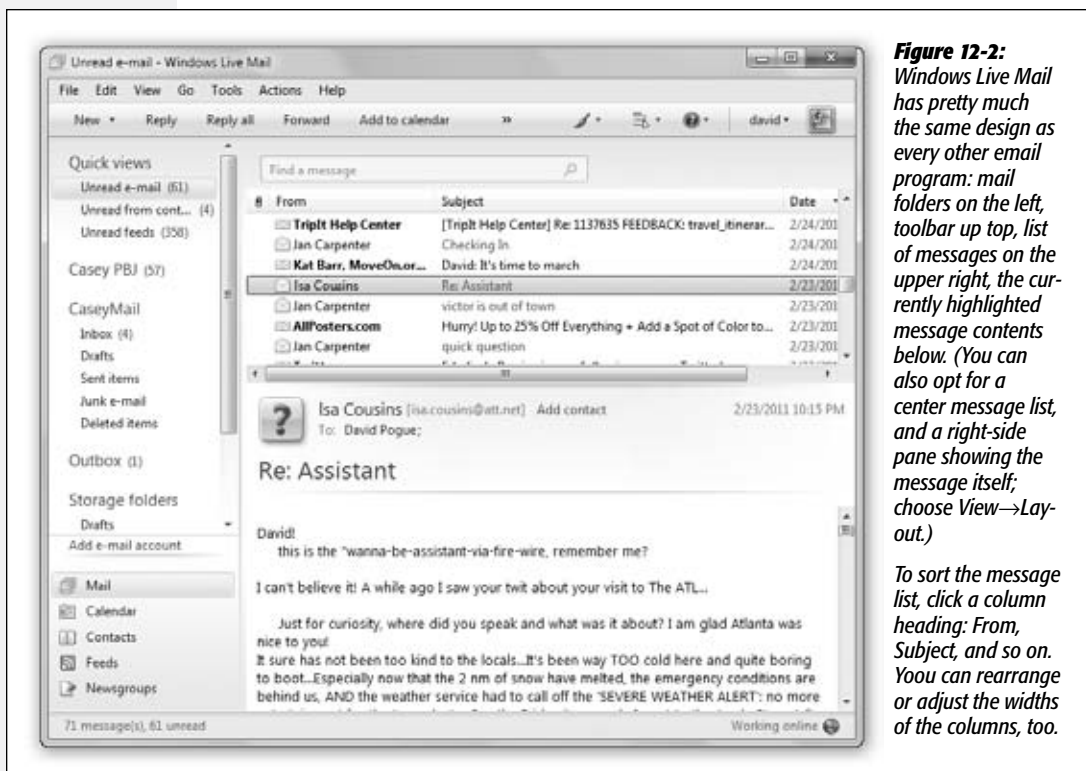 Unread e-mail - Windows Live Mail
File Edit View Go Tools Actions Help
New Reply Reply all Forward Add to calendar » david
Quick views
Unread e-mail (61)
Unread from cont... (4)
Unread feeds (358)
Casey PBJ (57)
CaseyMail
Inbox (4)
Drafts
Sent items
Junk e-mail
Deleted items
Outbox (1)
Storage folders
Drafts
Add e-mail account
Mail
Calendar
Contacts
Feeds
Newsgroups
Find a message
From Subject Date
TripIt Help Center [TripIt Help Center] Re: 1137635 FEEDBACK: travel_itinerar... 2/24/201
Jan Carpenter Checking In 2/24/201
Kat Barr, MoveOn.or... David: It's time to march 2/24/201
Isa Cousins Re: Assistant 2/23/201
Jan Carpenter victor is out of town 2/23/201
AllPosters.com Hurry! Up to 25% Off Everything + Add a Spot of Color to... 2/23/201
Jan Carpenter quick question 2/23/201
Isa Cousins [isa.cousins@att.net] Add contact 2/23/2011 10:15 PM
To: David Pogue;
Re: Assistant
David!
this is the "wanna-be-assistant-via-fire-wire, remember me?
I can't believe it! A while ago I saw your twit about your visit to The ATL...
Just for curiosity, where did you speak and what was it about? I am glad Atlanta was
nice to you!
It sure has not been too kind to the locals...It's been way TOO cold here and quite boring
to boot...Especially now that the 2 nm of snow have melted, the emergency conditions are
behind us, AND the weather service had to call off the 'SEVERE WEATHER ALERT': no more
71 message(s), 61 unread Working online
Figure 12-2:
Windows Live Mail
has pretty much
the same design as
every other email
program: mail
folders on the left,
toolbar up top, list
of messages on the
upper right, the cur-
rently highlighted
message contents
below. (You can
also opt for a
center message list,
and a right-side
pane showing the
message itself;
choose View→Lay-
out.)
To sort the message
list, click a column
heading: From,
Subject, and so on.
Yoou can rearrange
or adjust the widths
of the columns, too.